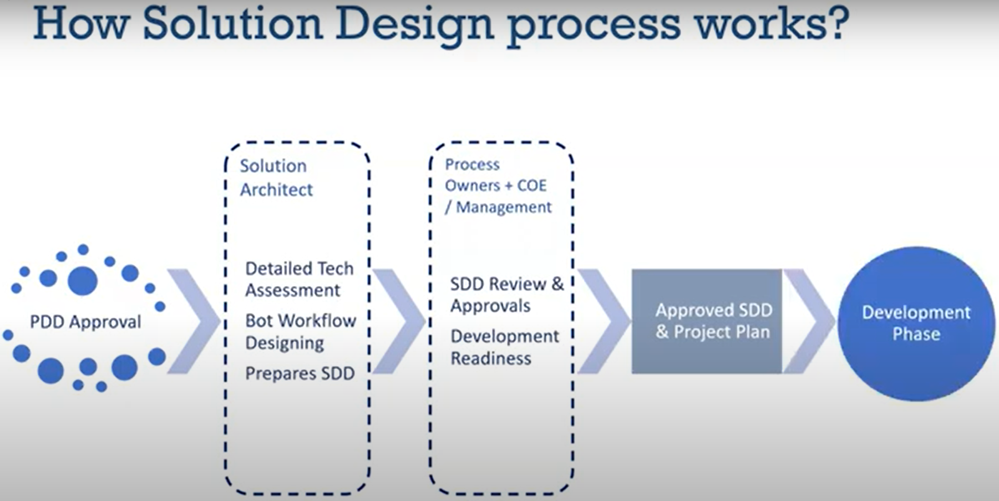 How Solution Design process works?
PDD Approval
Solution
Architect
Detailed Tech
Assessment
Bot Workflow
Designing
Prepares SDD
Process
Owners + COE
/ Management
SDD Review &
Approvals
Development
Readiness
Approved SDD
& Project Plan
Development
Phase